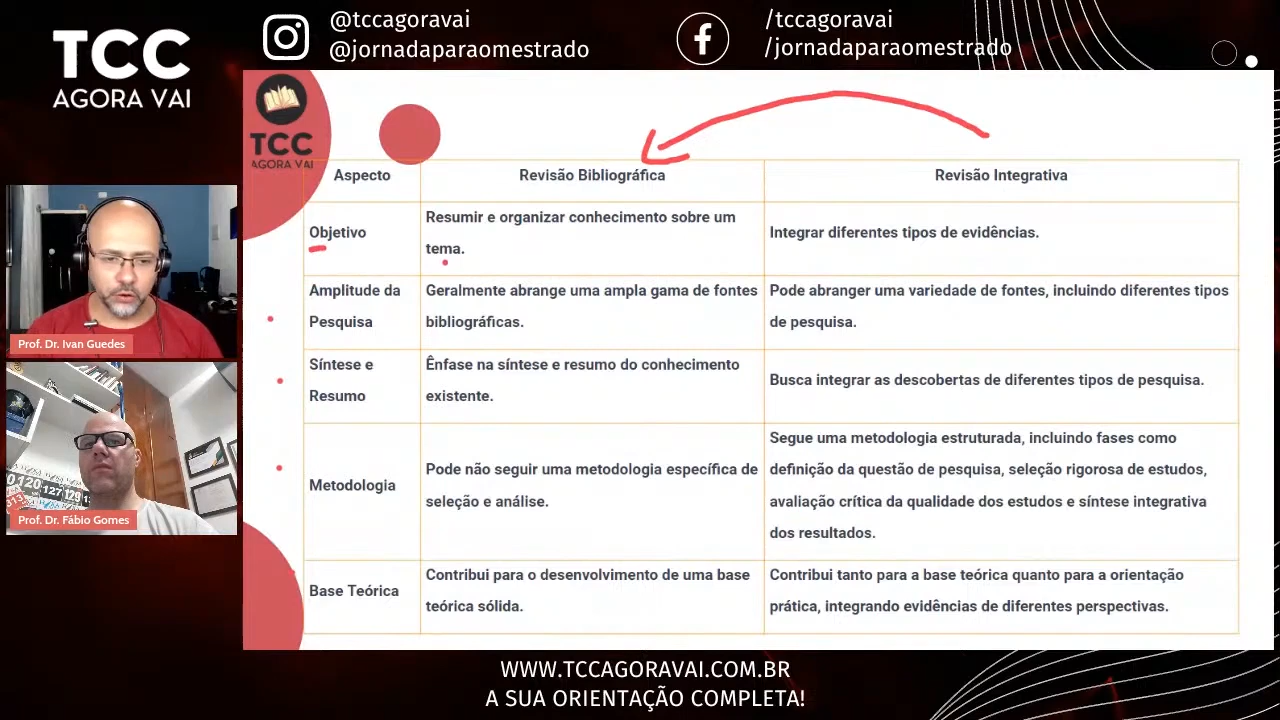 TCC
AGORA VAI
@tccagoravai
@jornadaparaomestrado
/tccagoravai
/jornadaparaomestrado
TCC
AGORA VAI
Aspecto
Revisão Bibliográfica
Revisão Integrativa
Objetivo
Resumir e organizar conhecimento sobre um
tema.
Integrar diferentes tipos de evidências.
Amplitude da
Pesquisa
Geralmente abrange uma ampla gama de fontes
bibliográficas.
Pode abranger uma variedade de fontes, incluindo diferentes tipos
de pesquisa.
Síntese e
Resumo
Ênfase na síntese e resumo do conhecimento
existente.
Busca integrar as descobertas de diferentes tipos de pesquisa.
Metodologia
Pode não seguir uma metodologia específica de
seleção e análise.
Segue uma metodologia estruturada, incluindo fases como
definição da questão de pesquisa, seleção rigorosa de estudos,
avaliação crítica da qualidade dos estudos e síntese integrativa
dos resultados.
Base Teórica
Contribui para o desenvolvimento de uma base
teórica sólida.
Contribui tanto para a base teórica quanto para a orientação
prática, integrando evidências de diferentes perspectivas.
Prof. Dr. Ivan Guedes
Prof. Dr. Fábio Gomes
WWW.TCCAGORAVAI.COM.BR
A SUA ORIENTAÇÃO COMPLETA!